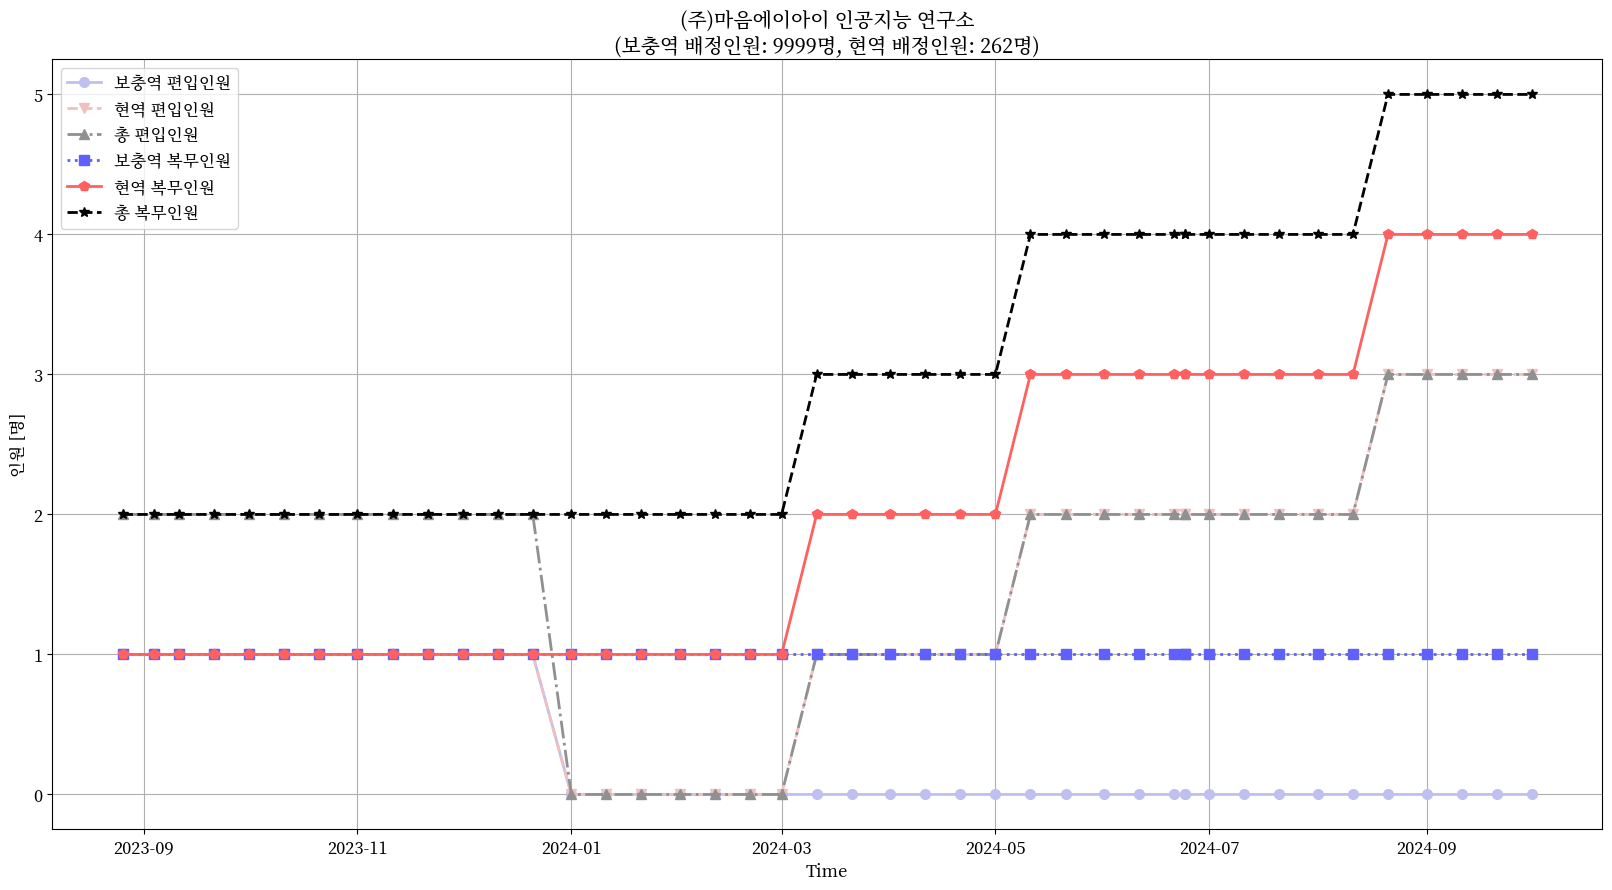 (주)마음에이아이 인공지능 연구소
(보충역 배정인원: 9999명, 현역 배정인원: 262명)
보충역 편입인원
현역 편입인원
총 편입인원
보충역 복무인원
현역 복무인원
총 복무인원
인원 [명]
5
4
3
2
1
0
2023-09 2023-11 2024-01 2024-03 2024-05 2024-07 2024-09
Time